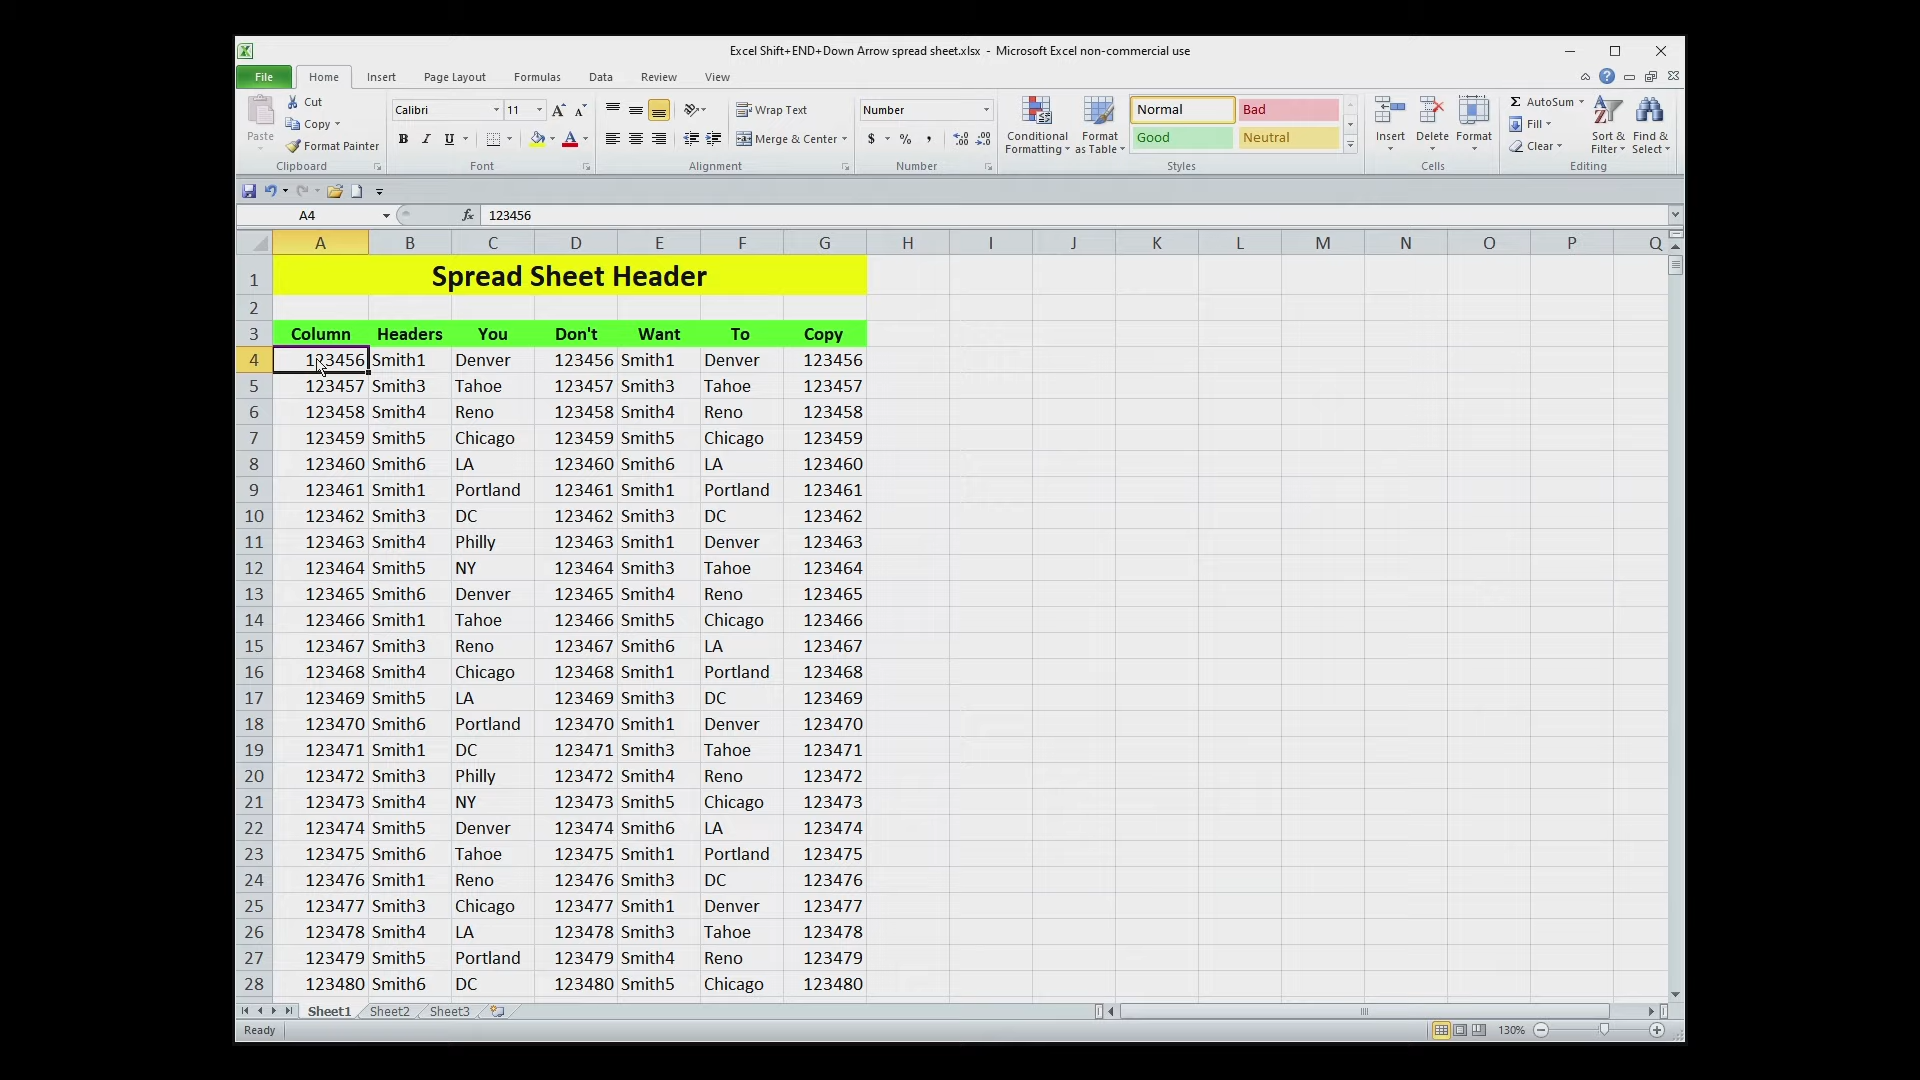 Excel Shift+END+Down Arrow spread sheet.xlsx - Microsoft Excel non-commercial use
File Home Insert Page Layout Formulas Data Review View
Paste
Cut
Copy
Format Painter
Clipboard
Calibri 11
B I U
Font
Wrap Text
Merge & Center
Alignment
Number
$ % ,
Number
Conditional Formatting
Format as Table
Normal Bad
Good Neutral
Styles
Insert Delete Format
Cells
Σ AutoSum
Fill
Clear
Sort & Filter
Find & Select
Editing
A4 fx 123456
A B C D E F G H I J K L M N O P Q
1 Spread Sheet Header
2
3 Column Headers You Don't Want To Copy
4 123456 Smith1 Denver 123456 Smith1 Denver 123456
5 123457 Smith3 Tahoe 123457 Smith3 Tahoe 123457
6 123458 Smith4 Reno 123458 Smith4 Reno 123458
7 123459 Smith5 Chicago 123459 Smith5 Chicago 123459
8 123460 Smith6 LA 123460 Smith6 LA 123460
9 123461 Smith1 Portland 123461 Smith1 Portland 123461
10 123462 Smith3 DC 123462 Smith3 DC 123462
11 123463 Smith4 Philly 123463 Smith1 Denver 123463
12 123464 Smith5 NY 123464 Smith3 Tahoe 123464
13 123465 Smith6 Denver 123465 Smith4 Reno 123465
14 123466 Smith1 Tahoe 123466 Smith5 Chicago 123466
15 123467 Smith3 Reno 123467 Smith6 LA 123467
16 123468 Smith4 Chicago 123468 Smith1 Portland 123468
17 123469 Smith5 LA 123469 Smith3 DC 123469
18 123470 Smith6 Portland 123470 Smith1 Denver 123470
19 123471 Smith1 DC 123471 Smith3 Tahoe 123471
20 123472 Smith3 Philly 123472 Smith4 Reno 123472
21 123473 Smith4 NY 123473 Smith5 Chicago 123473
22 123474 Smith5 Denver 123474 Smith6 LA 123474
23 123475 Smith6 Tahoe 123475 Smith1 Portland 123475
24 123476 Smith1 Reno 123476 Smith3 DC 123476
25 123477 Smith3 Chicago 123477 Smith1 Denver 123477
26 123478 Smith4 LA 123478 Smith3 Tahoe 123478
27 123479 Smith5 Portland 123479 Smith4 Reno 123479
28 123480 Smith6 DC 123480 Smith5 Chicago 123480
Sheet1 Sheet2 Sheet3
Ready 130%